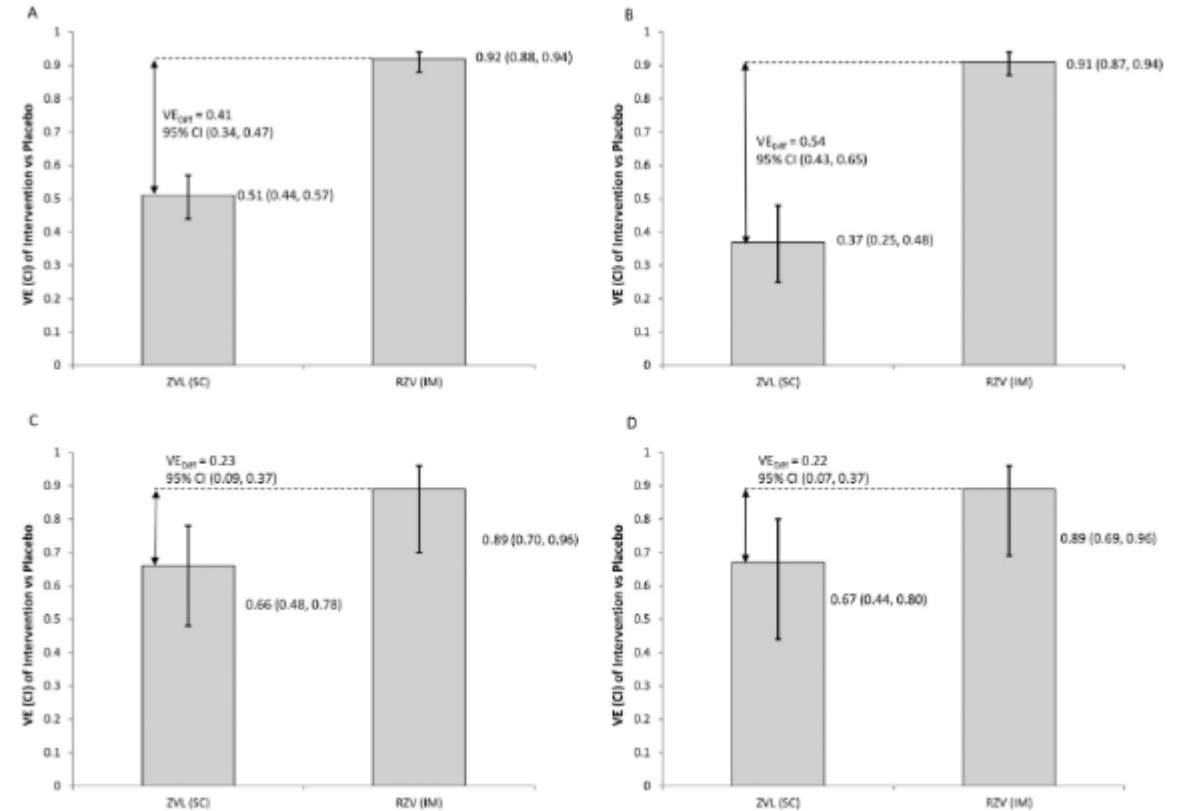 A
VE (CI) of Intervention vs Placebo
1
0.9
0.8
0.7
0.6
0.5
0.4
0.3
0.2
0.1
0
0.92 (0.88, 0.94)
VEDiff = 0.41
95% CI (0.34, 0.47)
0.51 (0.44, 0.57)
ZVL (SC)
RZV (IM)
B
VE (CI) of Intervention vs Placebo
1
0.9
0.8
0.7
0.6
0.5
0.4
0.3
0.2
0.1
0
0.91 (0.87, 0.94)
VEDiff = 0.54
95% CI (0.43, 0.65)
0.37 (0.25, 0.48)
ZVL (SC)
RZV (IM)
C
VE (CI) of Intervention vs Placebo
1
0.9
0.8
0.7
0.6
0.5
0.4
0.3
0.2
0.1
0
VEDiff = 0.23
95% CI (0.09, 0.37)
0.89 (0.70, 0.96)
0.66 (0.48, 0.78)
ZVL (SC)
RZV (IM)
D
VE (CI) of Intervention vs Placebo
1
0.9
0.8
0.7
0.6
0.5
0.4
0.3
0.2
0.1
0
VEDiff = 0.22
95% CI (0.07, 0.37)
0.89 (0.69, 0.96)
0.67 (0.44, 0.80)
ZVL (SC)
RZV (IM)